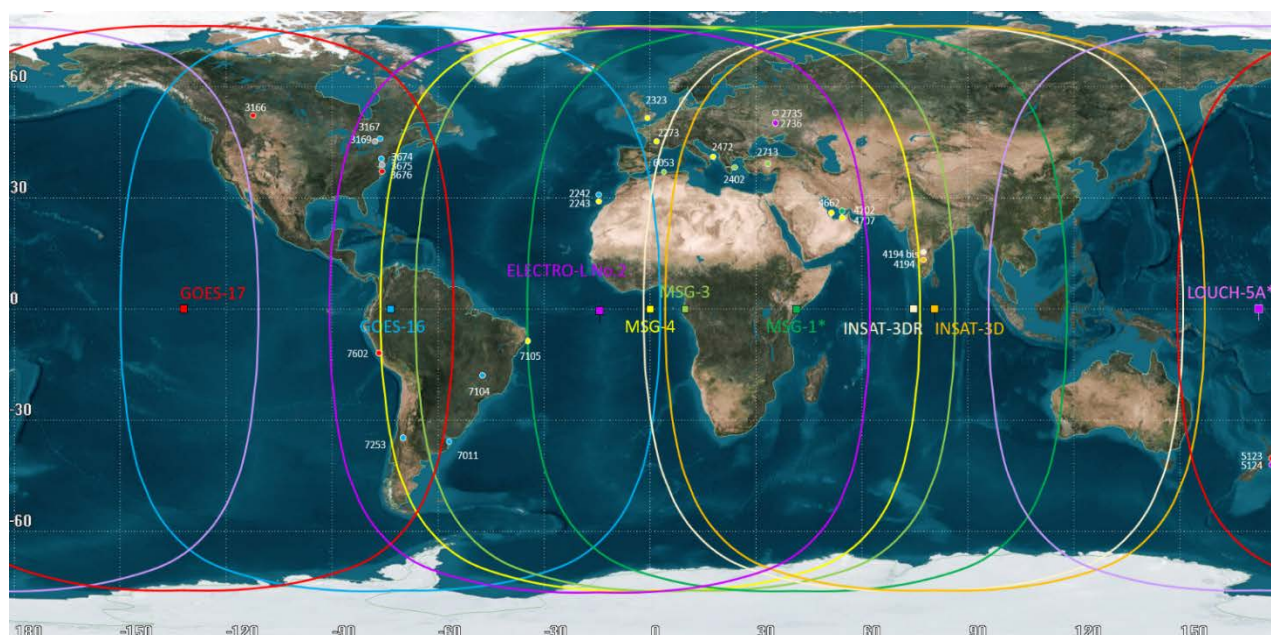 60
3166
2323
2735
2736
3167
3169
2273
2472
2713
3674
3675
3676
6053
2402
30
2242
2243
4662
4202
4707
4194 bis
4194
ELECTRO-L No.2
GOES-17
MSG-3
LOUCH-5A*
0
GOES-16
MSG-4
MSG-1*
INSAT-3DR
INSAT-3D
7602
7105
7104
-30
7253
7011
5123
5124
-60
180 -150 -120 -90 -60 -30 0 30 60 90 120 150